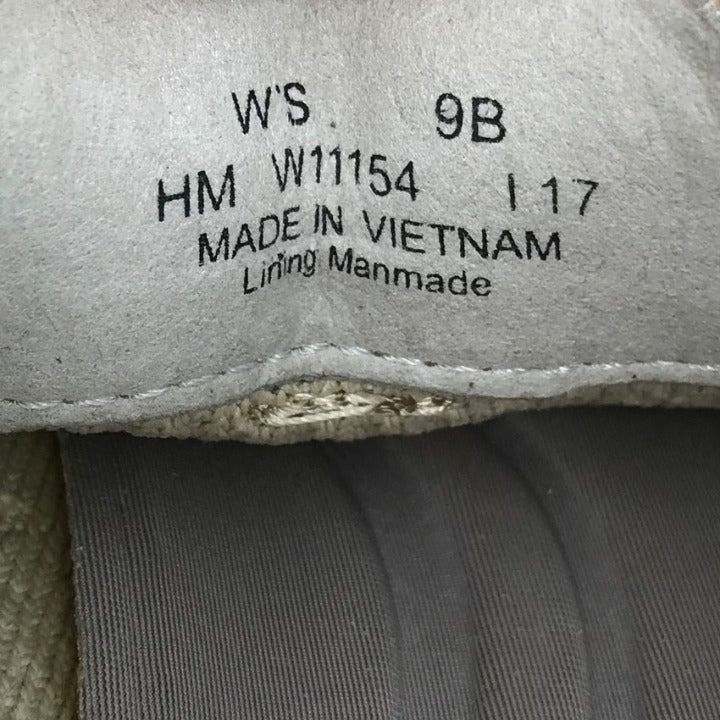 W'S 9B
HM W11154 I 17
MADE IN VIETNAM
Lining Manmade